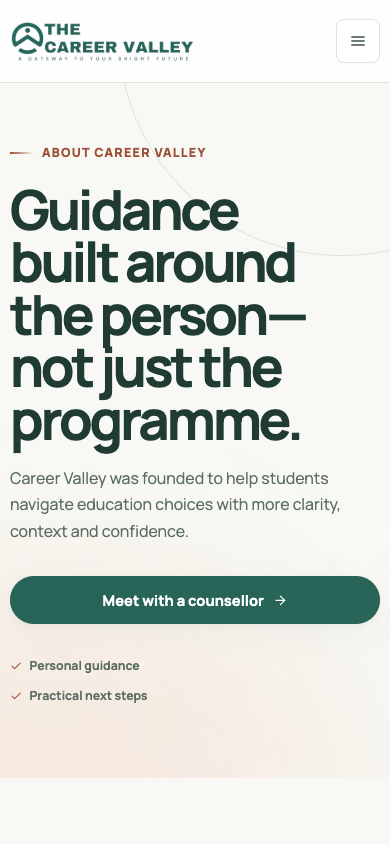 THE
CAREER VALLEY
A GATEWAY TO YOUR BRIGHT FUTURE
ABOUT CAREER VALLEY
Guidance
built around
the person—
not just the
programme.
Career Valley was founded to help students
navigate education choices with more clarity,
context and confidence.
Meet with a counsellor →
✓ Personal guidance
✓ Practical next steps